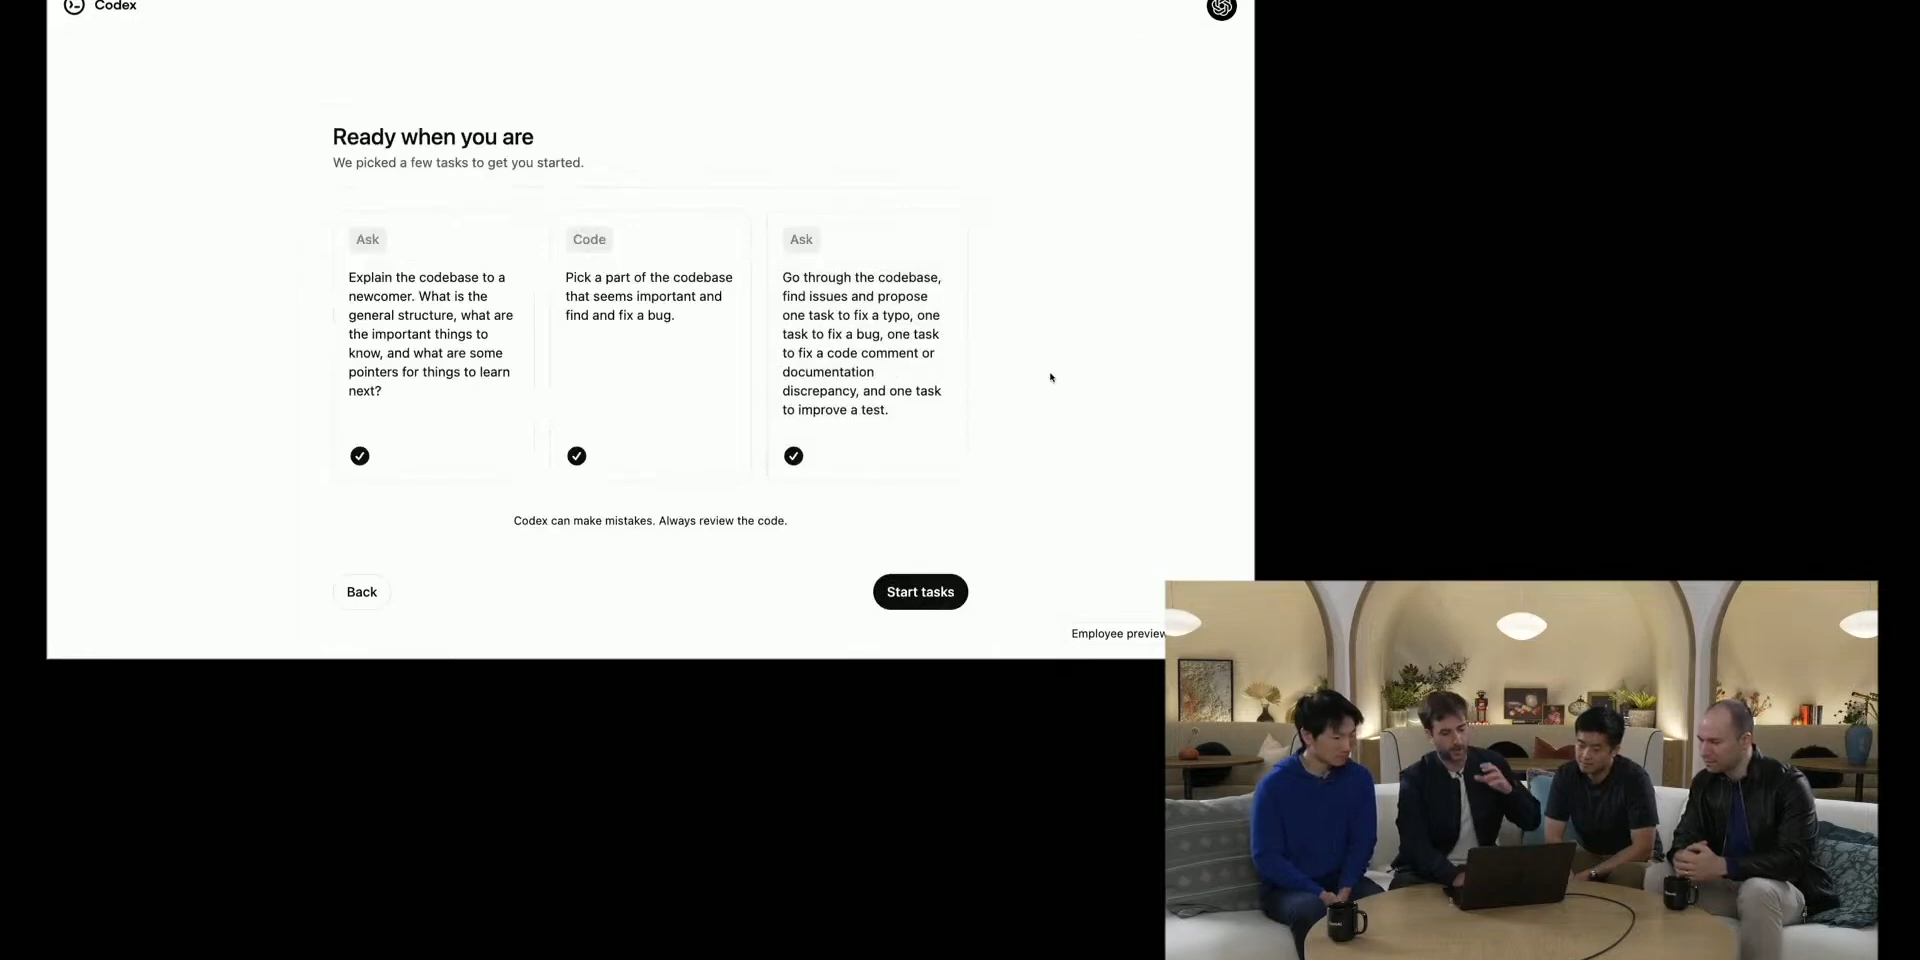 Codex
Ready when you are
We picked a few tasks to get you started.
Ask
Explain the codebase to a
newcomer. What is the
general structure, what are
the important things to
know, and what are some
pointers for things to learn
next?
Code
Pick a part of the codebase
that seems important and
find and fix a bug.
Ask
Go through the codebase,
find issues and propose
one task to fix a typo, one
task to fix a bug, one task
to fix a code comment or
documentation
discrepancy, and one task
to improve a test.
Codex can make mistakes. Always review the code.
Back
Start tasks
Employee preview